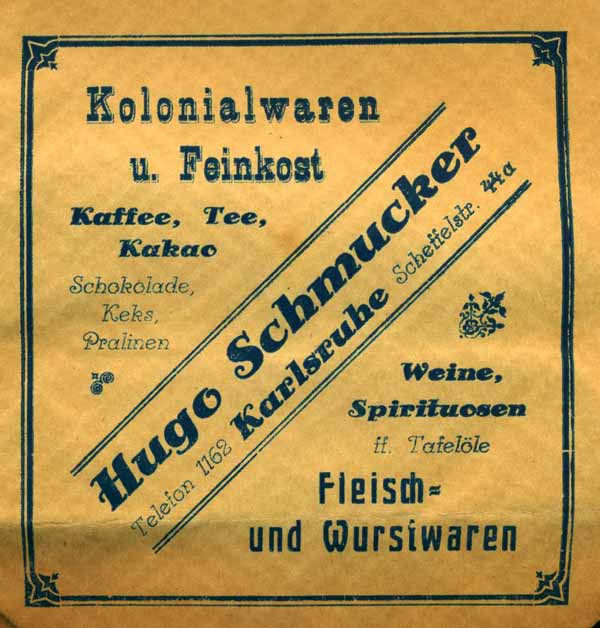 Kolonialwaren
u. Feinkost
Kaffee, Tee,
Kakao
Schokolade,
Keks,
Pralinen
Hugo Schmucker
Telefon 1162 Karlsruhe Scheffelstr. 44a
Weine,
Spirituosen
ff. Tafelöle
Fleisch-
und Wurstwaren